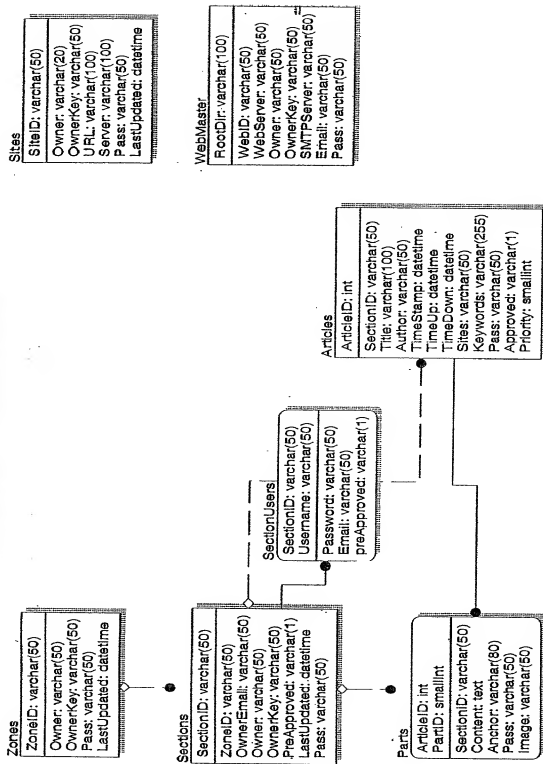 Sites
SiteID: varchar(50)
Owner: varchar(20)
OwnerKey: varchar(50)
URL: varchar(100)
Server: varchar(100)
Pass: varchar(50)
LastUpdated: datetime
WebMaster
RootDir: varchar(100)
WebID: varchar(50)
WebServer: varchar(50)
Owner: varchar(50)
OwnerKey: varchar(50)
SMTPServer: varchar(50)
Email: varchar(50)
Pass: varchar(50)
Zones
ZoneID: varchar(50)
Owner: varchar(50)
OwnerKey: varchar(50)
Pass: varchar(50)
LastUpdated: datetime
Sections
SectionID: varchar(50)
ZoneID: varchar(50)
OwnerEmail: varchar(50)
Owner: varchar(50)
OwnerKey: varchar(50)
PreApproved: varchar(1)
LastUpdated: datetime
Pass: varchar(50)
SectionUsers
SectionID: varchar(50)
Username: varchar(50)
Password: varchar(50)
Email: varchar(50)
preApproved: varchar(1)
Articles
ArticleID: int
SectionID: varchar(50)
Title: varchar(100)
Author: varchar(50)
TimeStamp: datetime
TimeUp: datetime
TimeDown: datetime
Sites: varchar(50)
Keywords: varchar(255)
Pass: varchar(50)
Approved: varchar(1)
Priority: smallint
Parts
ArticleID: int
PartID: smallint
SectionID: varchar(50)
Content: text
Anchor: varchar(80)
Pass: varchar(50)
Image: varchar(50)